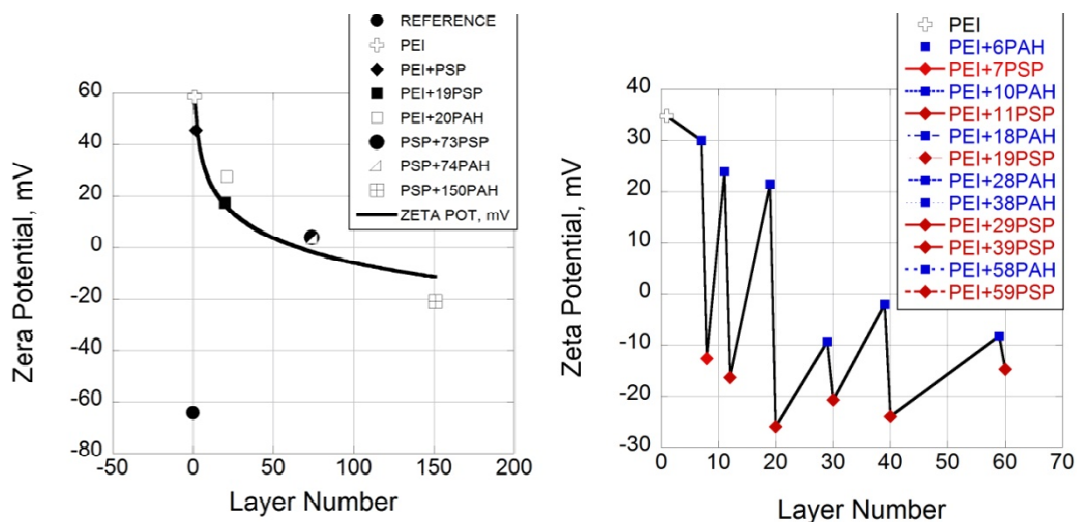 REFERENCE
PEI
PEI+PSP
PEI+19PSP
PEI+20PAH
PSP+73PSP
PSP+74PAH
PSP+150PAH
ZETA POT, mV
60
40
20
0
-20
-40
-60
-80
Zera Potential, mV
-50
0
50
100
150
200
Layer Number
PEI
PEI+6PAH
PEI+7PSP
PEI+10PAH
PEI+11PSP
PEI+18PAH
PEI+19PSP
PEI+28PAH
PEI+38PAH
PEI+29PSP
PEI+39PSP
PEI+58PAH
PEI+59PSP
40
30
20
10
0
-10
-20
-30
Zeta Potential, mV
0
10
20
30
40
50
60
70
Layer Number